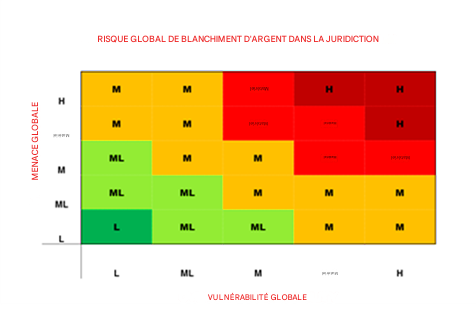 RISQUE GLOBAL DE BLANCHIMENT D'ARGENT DANS LA JURIDICTION
MENACE GLOBALE
H M M H H
M M H
M ML M M
ML ML ML M M M
L L ML ML M M
L ML M H
VULNÉRABILITÉ GLOBALE